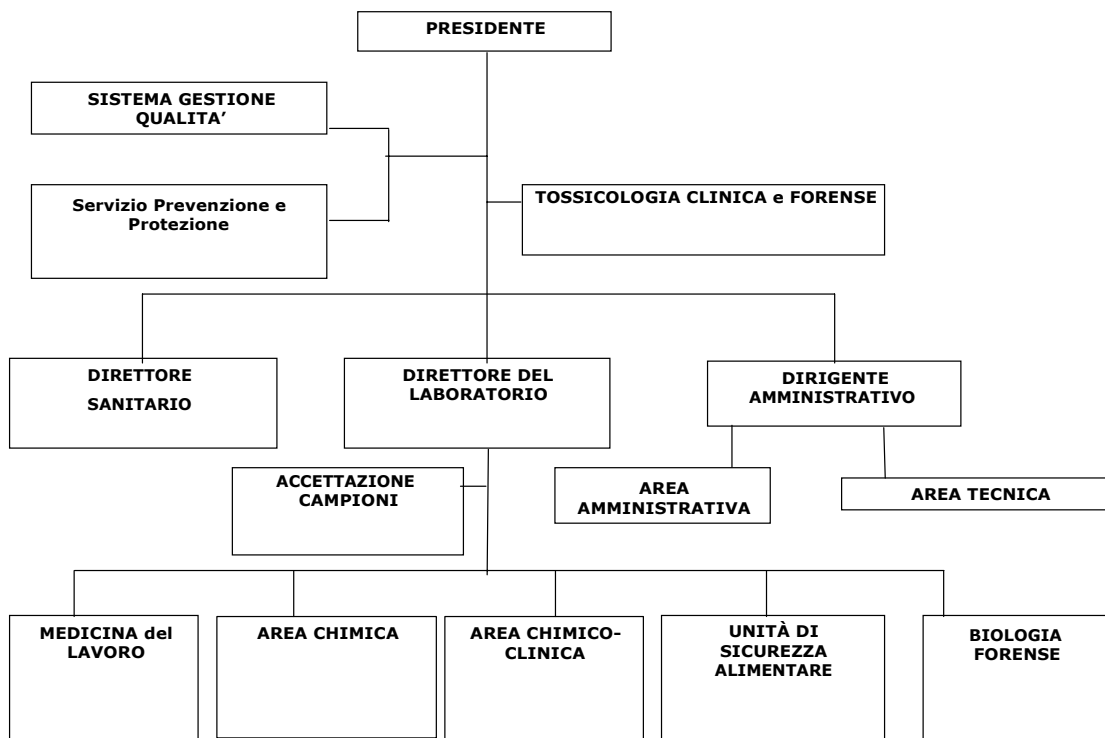 PRESIDENTE
SISTEMA GESTIONE
QUALITA’
Servizio Prevenzione e
Protezione
TOSSICOLOGIA CLINICA e FORENSE
DIRETTORE
SANITARIO
DIRETTORE DEL
LABORATORIO
DIRIGENTE
AMMINISTRATIVO
ACCETTAZIONE
CAMPIONI
AREA
AMMINISTRATIVA
AREA TECNICA
MEDICINA del
LAVORO
AREA CHIMICA
AREA CHIMICO-
CLINICA
UNITÀ DI
SICUREZZA
ALIMENTARE
BIOLOGIA
FORENSE